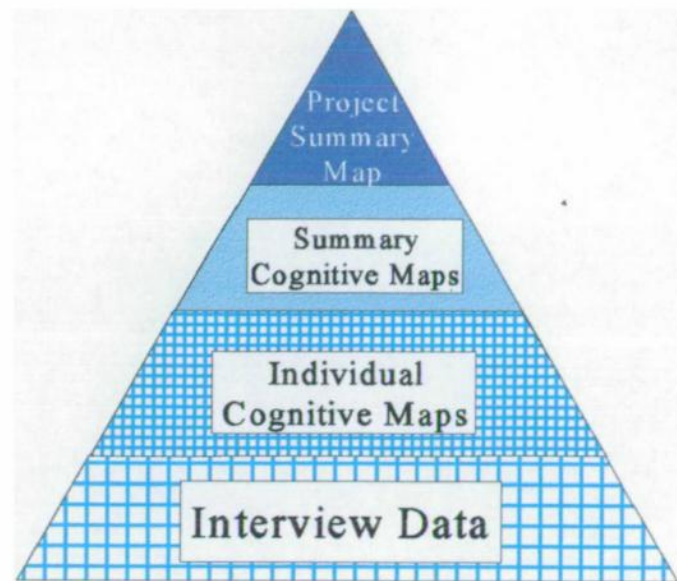 Project
Summary
Map
Summary
Cognitive Maps
Individual
Cognitive Maps
Interview Data